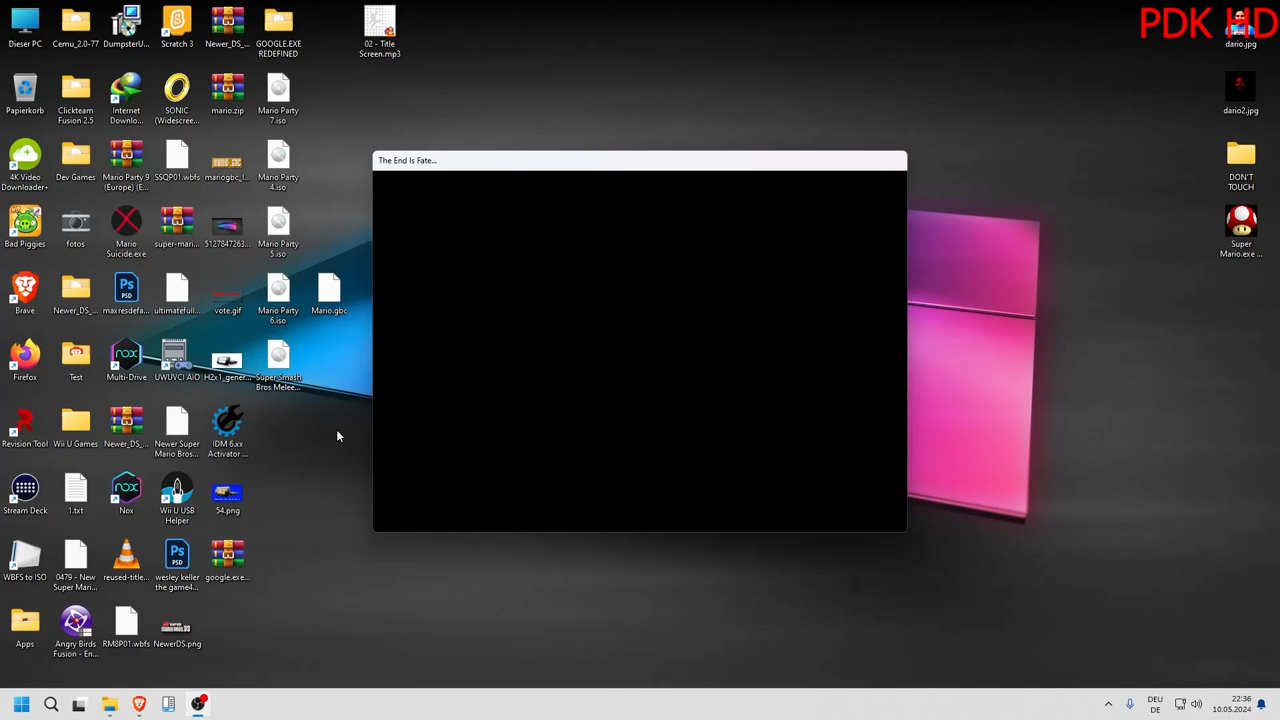 PDK HD
Dieser PC
Cemu_2.0-77
DumpsterU...
Scratch 3
Newer_DS_...
GOOGLE.EXE
REDEFINED
02 - Title
Screen.mp3
dario.jpg
Papierkorb
Clickteam
Fusion 2.5
Internet
Downlo...
SONIC
(Widescree...
mario.zip
Mario Party
7.iso
dario2.jpg
4K Video
Downloader+
Dev Games
Mario Party 9
(Europe) (E...
SSQP01.wbfs
mariogbc_l...
Mario Party
4.iso
The End Is Fate...
DON'T
TOUCH
Bad Piggies
fotos
Mario
Suicide.exe
super-mari...
5127847263...
Mario Party
5.iso
Super
Mario.exe ...
Brave
Newer_DS_...
maxresdefa...
ultimatefull...
vote.gif
Mario Party
6.iso
Mario.gbc
Firefox
Test
Multi-Drive
UWUVCI AIO
H2x1_gener...
Super Smash
Bros Melee...
Revision Tool
Wii U Games
Newer_DS_...
Newer Super
Mario Bros...
IDM 6.xx
Activator ...
Stream Deck
1.txt
Nox
Wii U USB
Helper
54.png
WBFS to ISO
0479 - New
Super Mari...
reused-title...
wesley keller
the game4...
google.exe...
Apps
Angry Birds
Fusion - En...
RM8P01.wbfs
NewerDS.png
DEU
DE
22:36
10.05.2024